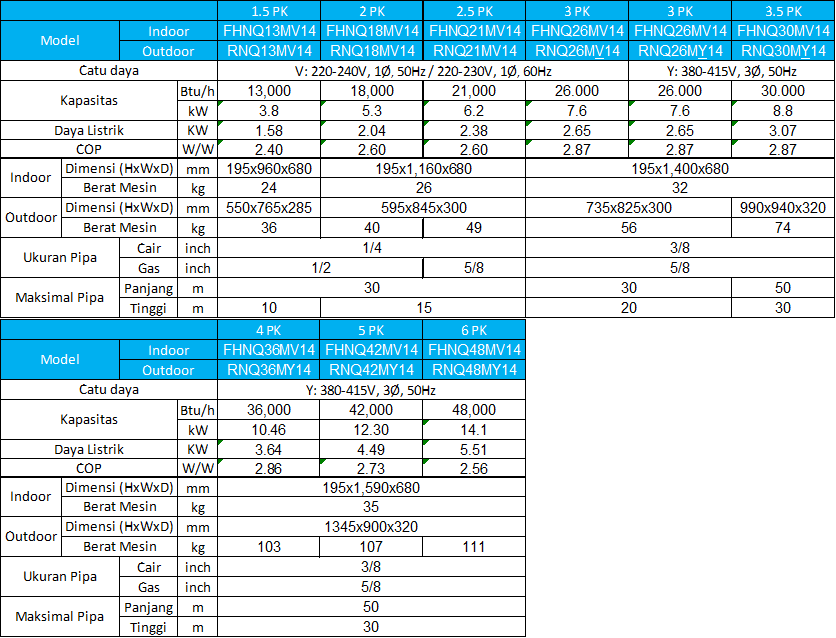 1.5 PK 2 PK 2.5 PK 3 PK 3 PK 3.5 PK
Model Indoor FHNQ13MV14 FHNQ18MV14 FHNQ21MV14 FHNQ26MV14 FHNQ26MV14 FHNQ30MV14
Outdoor RNQ13MV14 RNQ18MV14 RNQ21MV14 RNQ26MV14 RNQ26MY14 RNQ30MY14
Catu daya V: 220-240V, 1Ø, 50Hz / 220-230V, 1Ø, 60Hz Y: 380-415V, 3Ø, 50Hz
Kapasitas Btu/h 13,000 18,000 21,000 26.000 26.000 30.000
kW 3.8 5.3 6.2 7.6 7.6 8.8
Daya Listrik KW 1.58 2.04 2.38 2.65 2.65 3.07
COP W/W 2.40 2.60 2.60 2.87 2.87 2.87
Indoor Dimensi (HxWxD) mm 195x960x680 195x1,160x680 195x1,400x680
Berat Mesin kg 24 26 32
Outdoor Dimensi (HxWxD) mm 550x765x285 595x845x300 735x825x300 990x940x320
Berat Mesin kg 36 40 49 56 74
Ukuran Pipa Cair inch 1/4 3/8
Gas inch 1/2 5/8 5/8
Maksimal Pipa Panjang m 30 30 50
Tinggi m 10 15 20 30
4 PK 5 PK 6 PK
Model Indoor FHNQ36MV14 FHNQ42MV14 FHNQ48MV14
Outdoor RNQ36MY14 RNQ42MY14 RNQ48MY14
Catu daya Y: 380-415V, 3Ø, 50Hz
Kapasitas Btu/h 36,000 42,000 48,000
kW 10.46 12.30 14.1
Daya Listrik KW 3.64 4.49 5.51
COP W/W 2.86 2.73 2.56
Indoor Dimensi (HxWxD) mm 195x1,590x680
Berat Mesin kg 35
Outdoor Dimensi (HxWxD) mm 1345x900x320
Berat Mesin kg 103 107 111
Ukuran Pipa Cair inch 3/8
Gas inch 5/8
Maksimal Pipa Panjang m 50
Tinggi m 30